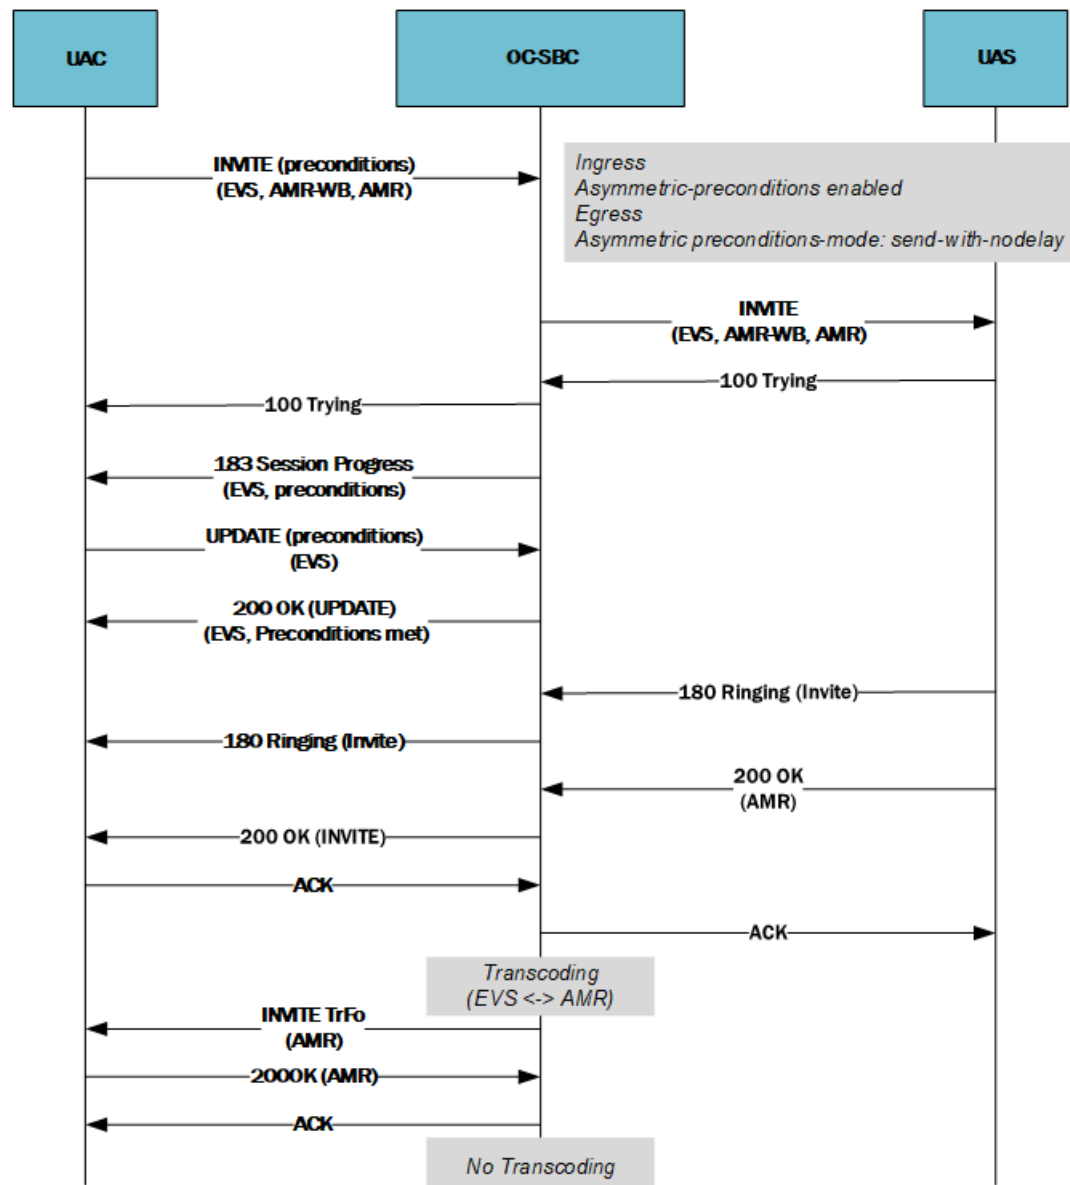 UAC
OC-SBC
UAS
INVITE (preconditions)
(EVS, AMR-WB, AMR)
Ingress
Asymmetric-preconditions enabled
Egress
Asymmetric preconditions-mode: send-with-nodelay
INVITE
(EVS, AMR-WB, AMR)
100 Trying
100 Trying
183 Session Progress
(EVS, preconditions)
UPDATE (preconditions)
(EVS)
200 OK (UPDATE)
(EVS, Preconditions met)
180 Ringing (Invite)
180 Ringing (Invite)
200 OK
(AMR)
200 OK (INVITE)
ACK
ACK
Transcoding
(EVS <-> AMR)
INVITE TrFo
(AMR)
200OK (AMR)
ACK
No Transcoding